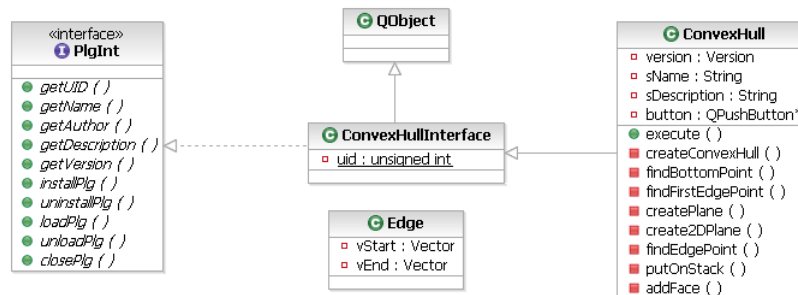 «interface»
PlgInt
getUID ( )
getName ( )
getAuthor ( )
getDescription ( )
getVersion ( )
installPlg ( )
uninstallPlg ( )
loadPlg ( )
unloadPlg ( )
closePlg ( )
QObject
ConvexHullInterface
uid : unsigned int
Edge
vStart : Vector
vEnd : Vector
ConvexHull
version : Version
sName : String
sDescription : String
button : QPushButton*
execute ( )
createConvexHull ( )
findBottomPoint ( )
findFirstEdgePoint ( )
createPlane ( )
create2DPlane ( )
findEdgePoint ( )
putOnStack ( )
addFace ( )